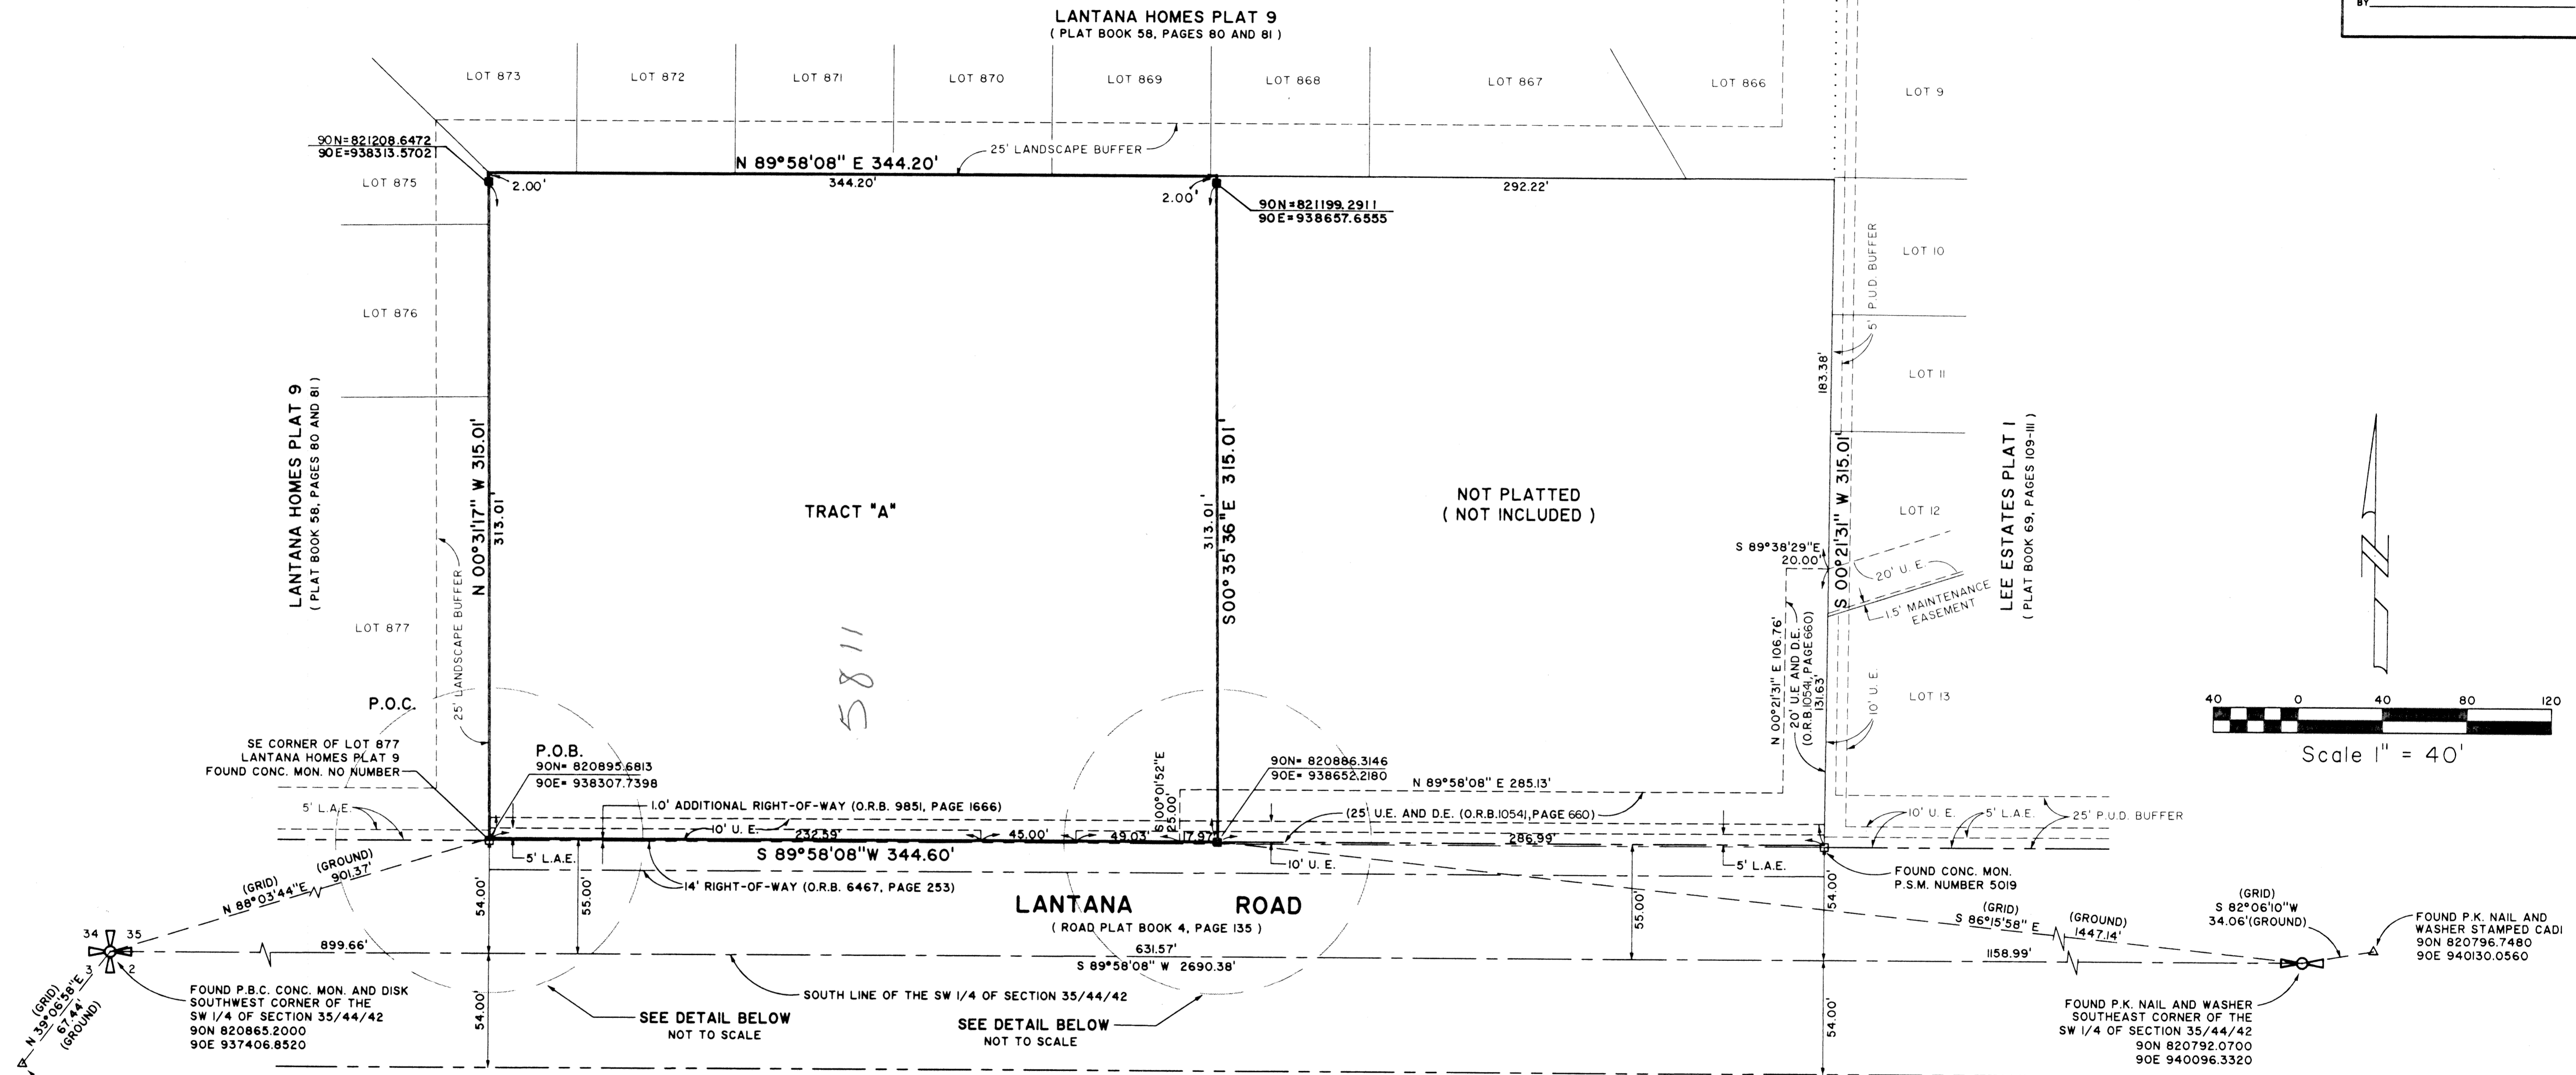 LANTANA HOMES PLAT 9
( PLAT BOOK 58, PAGES 80 AND 81 )
BY
LOT 873
LOT 872
LOT 871
LOT 870
LOT 869
LOT 868
LOT 867
LOT 866
LOT 9
90N=821208.6472
90E=938313.5702
N 89°58'08" E 344.20'
25' LANDSCAPE BUFFER
LOT 875
2.00'
344.20'
2.00'
292.22'
90N=821199.2911
90E=938657.6555
LOT 10
5' P.U.D. BUFFER
LOT 876
183.38'
LOT 11
LANTANA HOMES PLAT 9
( PLAT BOOK 58, PAGES 80 AND 81 )
N 00°31'17" W 315.01'
313.01'
TRACT "A"
313.01'
S00°35'36"E 315.01'
NOT PLATTED
( NOT INCLUDED )
S 00°21'31" W 315.01'
LOT 12
LEE ESTATES PLAT 1
( PLAT BOOK 69, PAGES 109-111 )
N
S 89°38'29"E
20.00'
20' U. E.
1.5' MAINTENANCE
EASEMENT
LOT 877
25' LANDSCAPE BUFFER
5811
N 00°21'31" E 106.76'
20' U.E. AND D.E.
(O.R.B.10541, PAGE 660)
131.63'
10' U. E.
LOT 13
40 0 40 80 120
Scale 1" = 40'
P.O.C.
SE CORNER OF LOT 877
LANTANA HOMES PLAT 9
FOUND CONC. MON. NO NUMBER
P.O.B.
90N= 820895.6813
90E= 938307.7398
S 00°01'52"E
25.00'
90N= 820886.3146
90E= 938652.2180
N 89°58'08" E 285.13'
5' L.A.E.
1.0' ADDITIONAL RIGHT-OF-WAY (O.R.B. 9851, PAGE 1666)
(25' U.E. AND D.E. (O.R.B.10541, PAGE 660)
10' U. E.
5' L.A.E.
25' P.U.D. BUFFER
10' U. E.
232.59'
45.00'
49.03'
17.97'
286.99'
5' L.A.E.
S 89°58'08"W 344.60'
10' U. E.
5' L.A.E.
14' RIGHT-OF-WAY (O.R.B. 6467, PAGE 253)
FOUND CONC. MON.
P.S.M. NUMBER 5019
(GRID)
N 88°03'44"E
(GROUND)
901.37'
54.00'
55.00'
LANTANA ROAD
( ROAD PLAT BOOK 4, PAGE 135 )
55.00'
54.00'
(GRID)
S 86°15'58" E
(GROUND)
1447.14'
(GRID)
S 82°06'10"W
34.06'(GROUND)
FOUND P.K. NAIL AND
WASHER STAMPED CADI
90N 820796.7480
90E 940130.0560
34 35
3 2
899.66'
631.57'
S 89°58'08" W 2690.38'
1158.99'
(GRID)
N 39°06'58"E
67.44'
(GROUND)
FOUND P.B.C. CONC. MON. AND DISK
SOUTHWEST CORNER OF THE
SW 1/4 OF SECTION 35/44/42
90N 820865.2000
90E 937406.8520
SOUTH LINE OF THE SW 1/4 OF SECTION 35/44/42
54.00'
SEE DETAIL BELOW
NOT TO SCALE
SEE DETAIL BELOW
NOT TO SCALE
54.00'
FOUND P.K. NAIL AND WASHER
SOUTHEAST CORNER OF THE
SW 1/4 OF SECTION 35/44/42
90N 820792.0700
90E 940096.3320